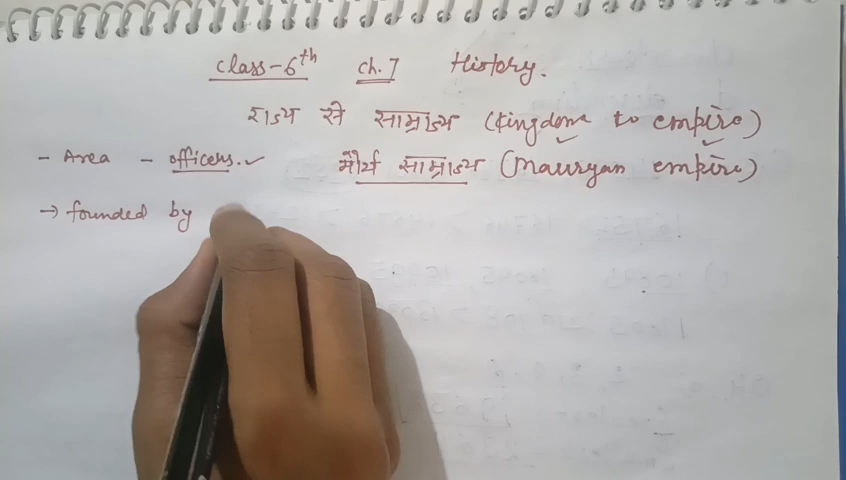 Class-6th Ch.7 History.
राज्य से साम्राज्य (Kingdom to empire)
- Area - officers. ✓ मौर्य साम्राज्य (Mauryan empire)
→ founded by